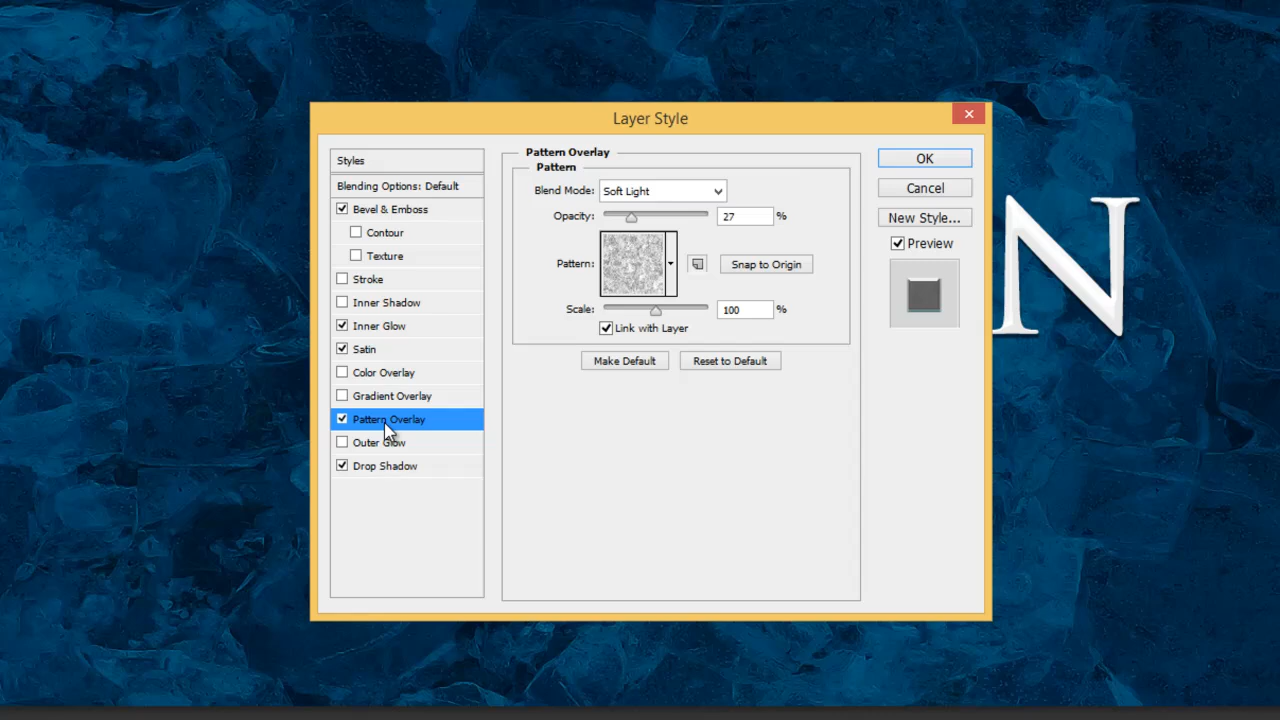 Layer Style
Styles
Blending Options: Default
Bevel & Emboss
Contour
Texture
Stroke
Inner Shadow
Inner Glow
Satin
Color Overlay
Gradient Overlay
Pattern Overlay
Outer Glow
Drop Shadow
Pattern Overlay
Pattern
Blend Mode: Soft Light
Opacity: 27 %
Pattern: Snap to Origin
Scale: 100 %
Link with Layer
Make Default Reset to Default
OK
Cancel
New Style...
Preview
N